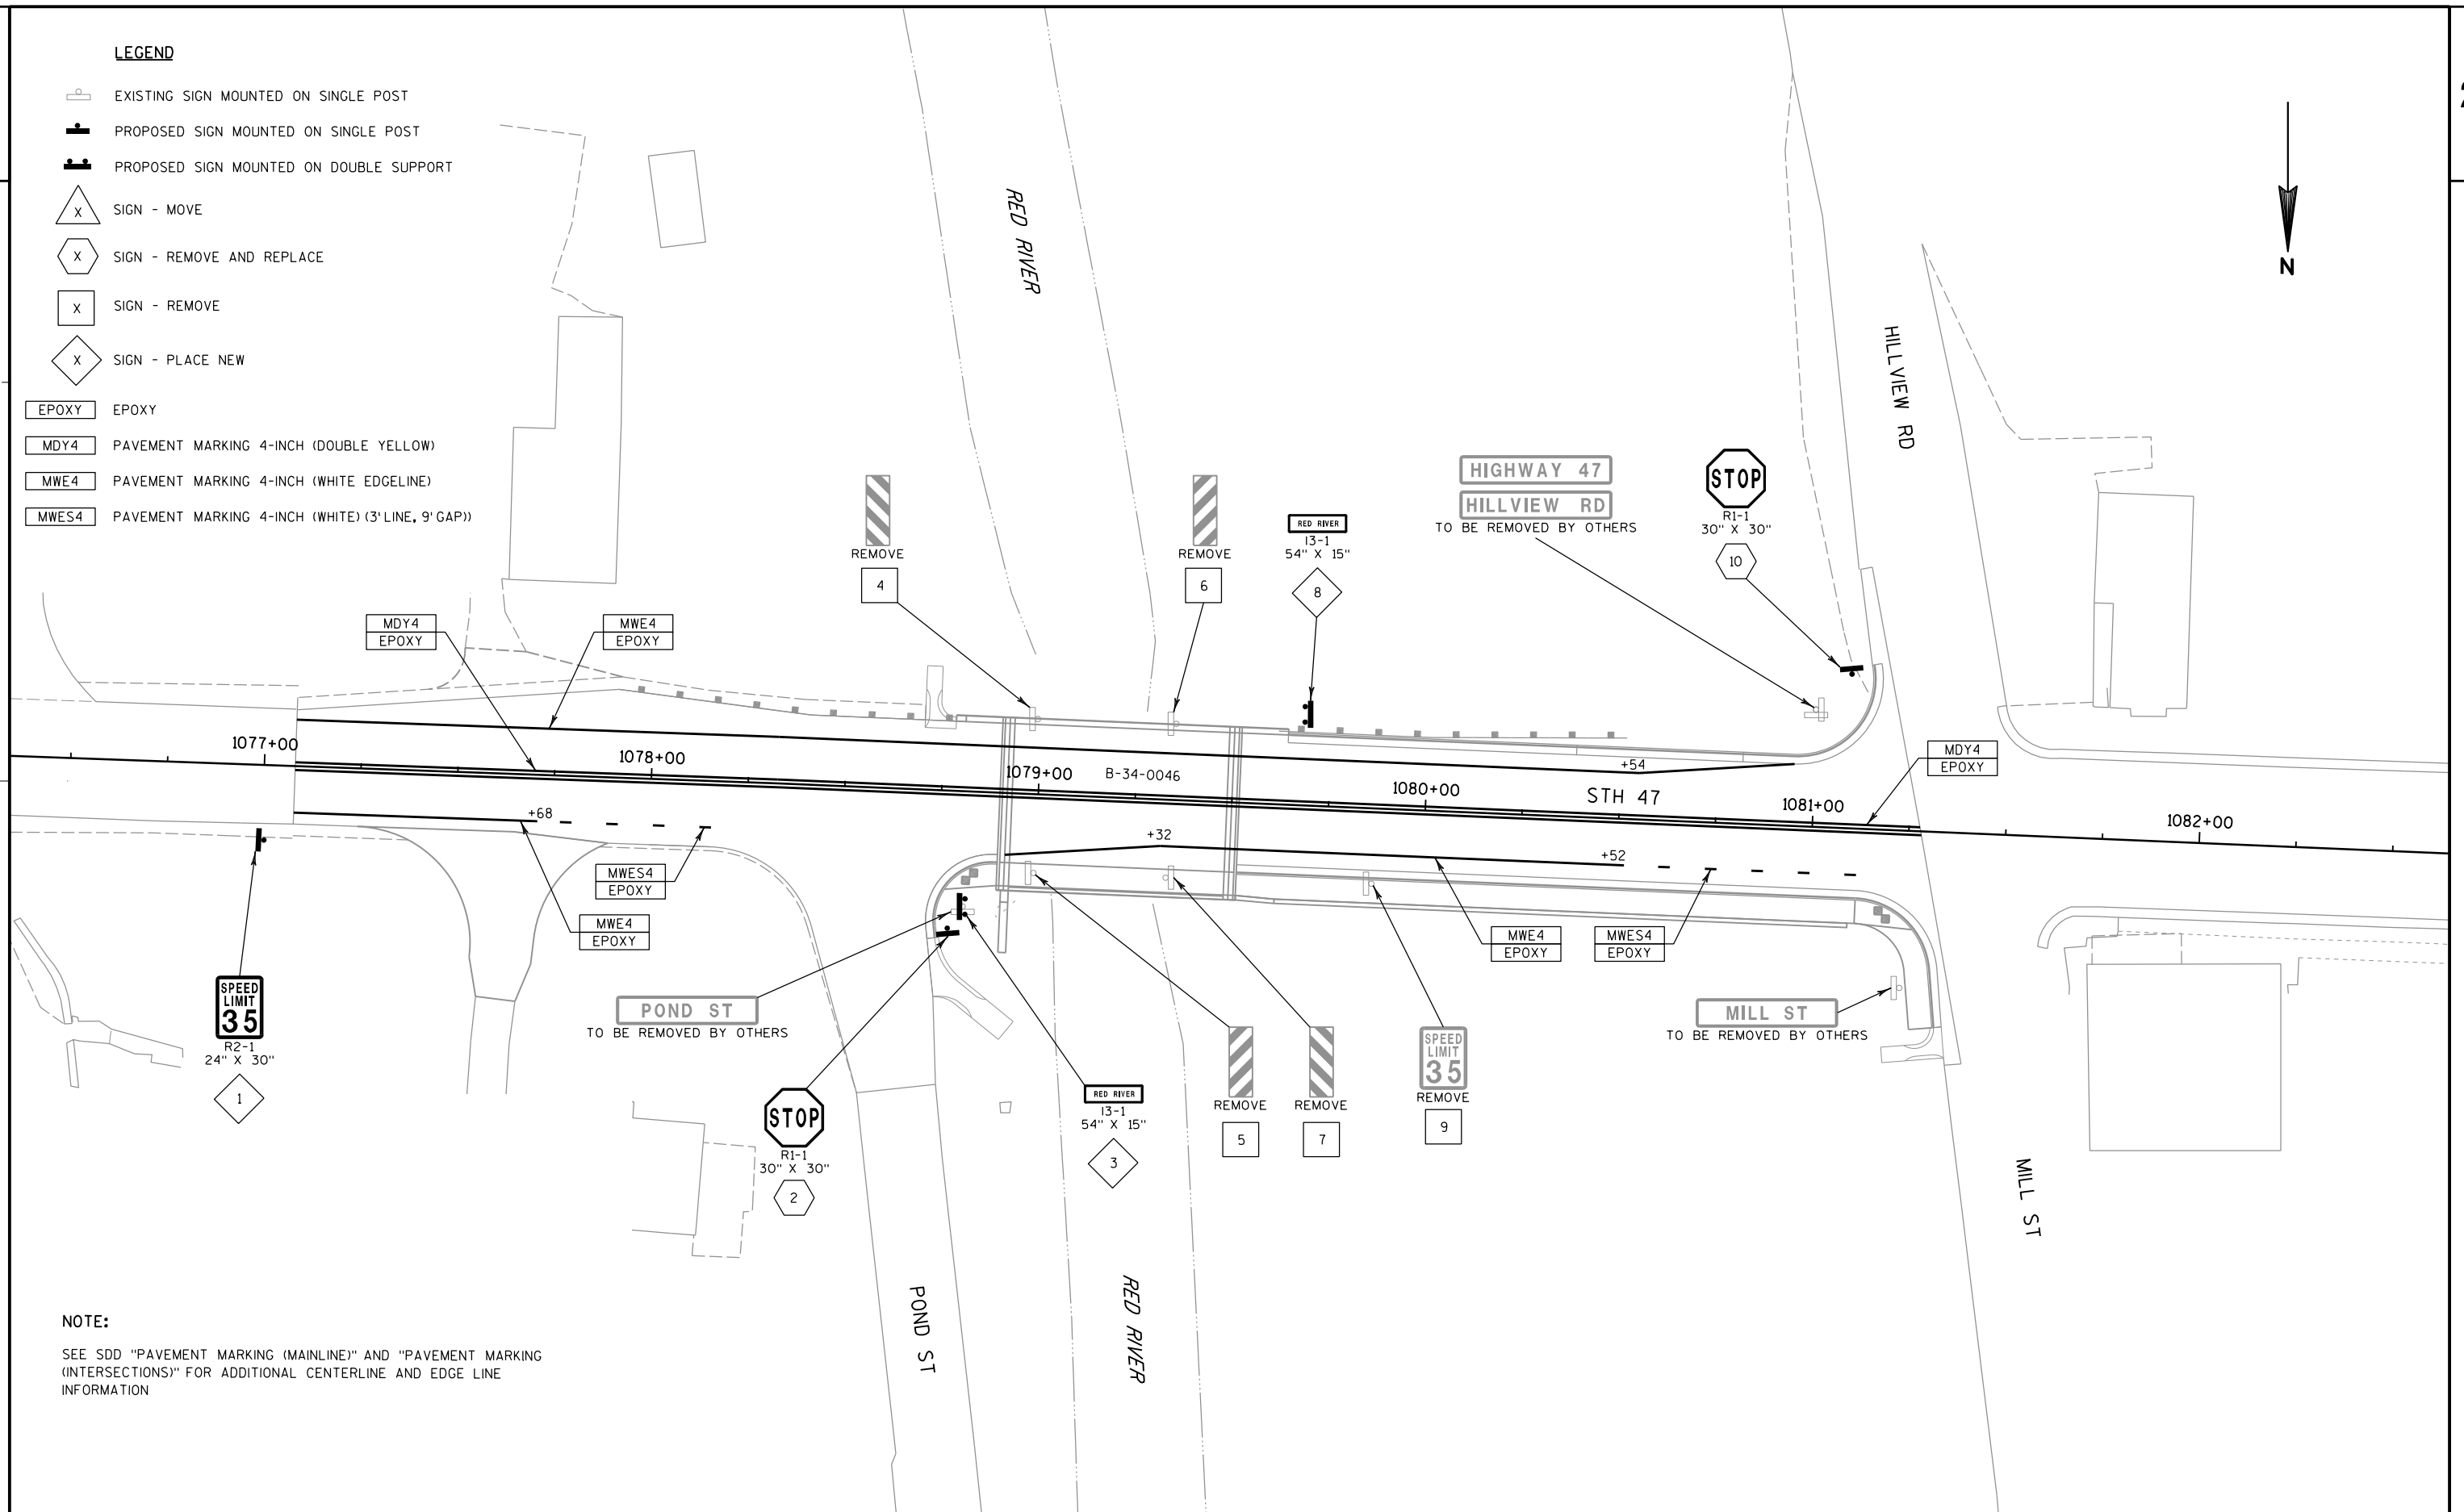 LEGEND
EXISTING SIGN MOUNTED ON SINGLE POST
PROPOSED SIGN MOUNTED ON SINGLE POST
PROPOSED SIGN MOUNTED ON DOUBLE SUPPORT
X SIGN - MOVE
X SIGN - REMOVE AND REPLACE
X SIGN - REMOVE
X SIGN - PLACE NEW
EPOXY EPOXY
MDY4 PAVEMENT MARKING 4-INCH (DOUBLE YELLOW)
MWE4 PAVEMENT MARKING 4-INCH (WHITE EDGELINE)
MWES4 PAVEMENT MARKING 4-INCH (WHITE) (3' LINE, 9' GAP))
RED RIVER
N
HILLVIEW RD
REMOVE
4
REMOVE
6
RED RIVER
I3-1
54" X 15"
8
HIGHWAY 47
HILLVIEW RD
TO BE REMOVED BY OTHERS
STOP
R1-1
30" X 30"
10
MDY4
EPOXY
MWE4
EPOXY
1077+00
1078+00
1079+00
B-34-0046
1080+00
STH 47
+54
1081+00
MDY4
EPOXY
1082+00
+68
+32
+52
MWES4
EPOXY
MWE4
EPOXY
MWE4
EPOXY
MWES4
EPOXY
SPEED
LIMIT
35
R2-1
24" X 30"
1
POND ST
TO BE REMOVED BY OTHERS
STOP
R1-1
30" X 30"
2
RED RIVER
I3-1
54" X 15"
3
REMOVE
5
REMOVE
7
SPEED
LIMIT
35
REMOVE
9
MILL ST
TO BE REMOVED BY OTHERS
MILL ST
POND ST
RED RIVER
NOTE:
SEE SDD "PAVEMENT MARKING (MAINLINE)" AND "PAVEMENT MARKING
(INTERSECTIONS)" FOR ADDITIONAL CENTERLINE AND EDGE LINE
INFORMATION